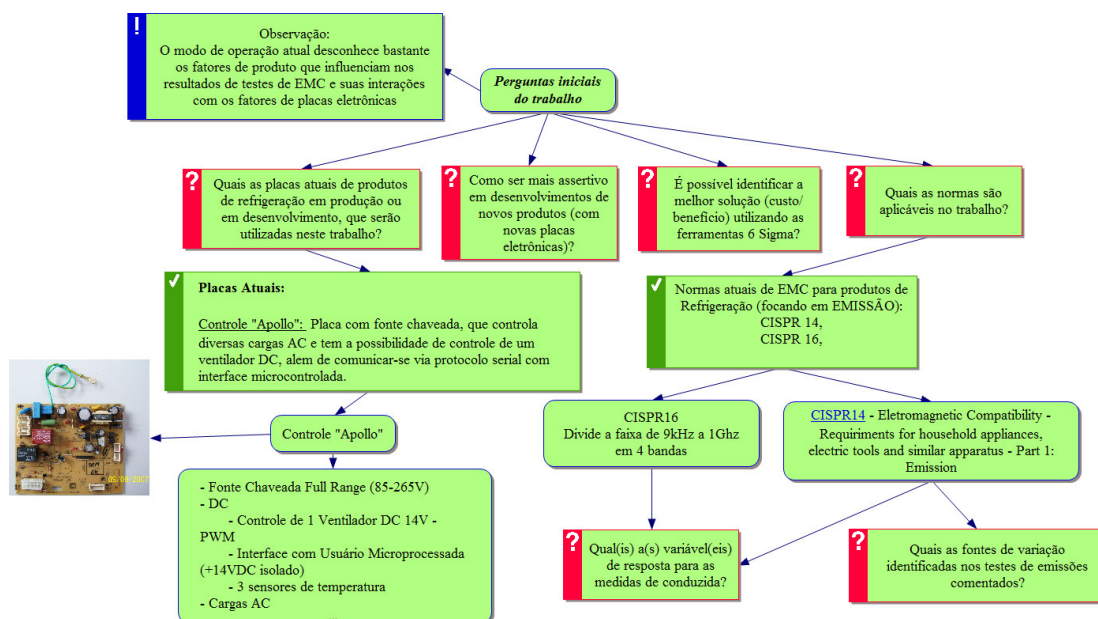 !
Observação:
O modo de operação atual desconhece bastante
os fatores de produto que influenciam nos
resultados de testes de EMC e suas interações
com os fatores de placas eletrônicas
Perguntas iniciais
do trabalho
?
Quais as placas atuais de produtos
de refrigeração em produção ou
em desenvolvimento, que serão
utilizadas neste trabalho?
?
Como ser mais assertivo
em desenvolvimentos de
novos produtos (com
novas placas
eletrônicas)?
?
É possível identificar a
melhor solução (custo/
benefício) utilizando as
ferramentas 6 Sigma?
?
Quais as normas são
aplicáveis no trabalho?
Placas Atuais:
Controle "Apollo": Placa com fonte chaveada, que controla
diversas cargas AC e tem a possibilidade de controle de um
ventilador DC, alem de comunicar-se via protocolo serial com
interface microcontrolada.
Normas atuais de EMC para produtos de
Refrigeração (focando em EMISSÃO):
CISPR 14,
CISPR 16,
Controle "Apollo"
CISPR16
Divide a faixa de 9kHz a 1Ghz
em 4 bandas
CISPR14 - Eletromagnetic Compatibility -
Requiriments for household appliances,
electric tools and similar apparatus - Part 1:
Emission
- Fonte Chaveada Full Range (85-265V)
- DC
- Controle de 1 Ventilador DC 14V -
PWM
- Interface com Usuário Microprocessada
(+14VDC isolado)
- 3 sensores de temperatura
- Cargas AC
?
Qual(is) a(s) variável(eis)
de resposta para as
medidas de conduzida?
?
Quais as fontes de variação
identificadas nos testes de emissões
comentados?